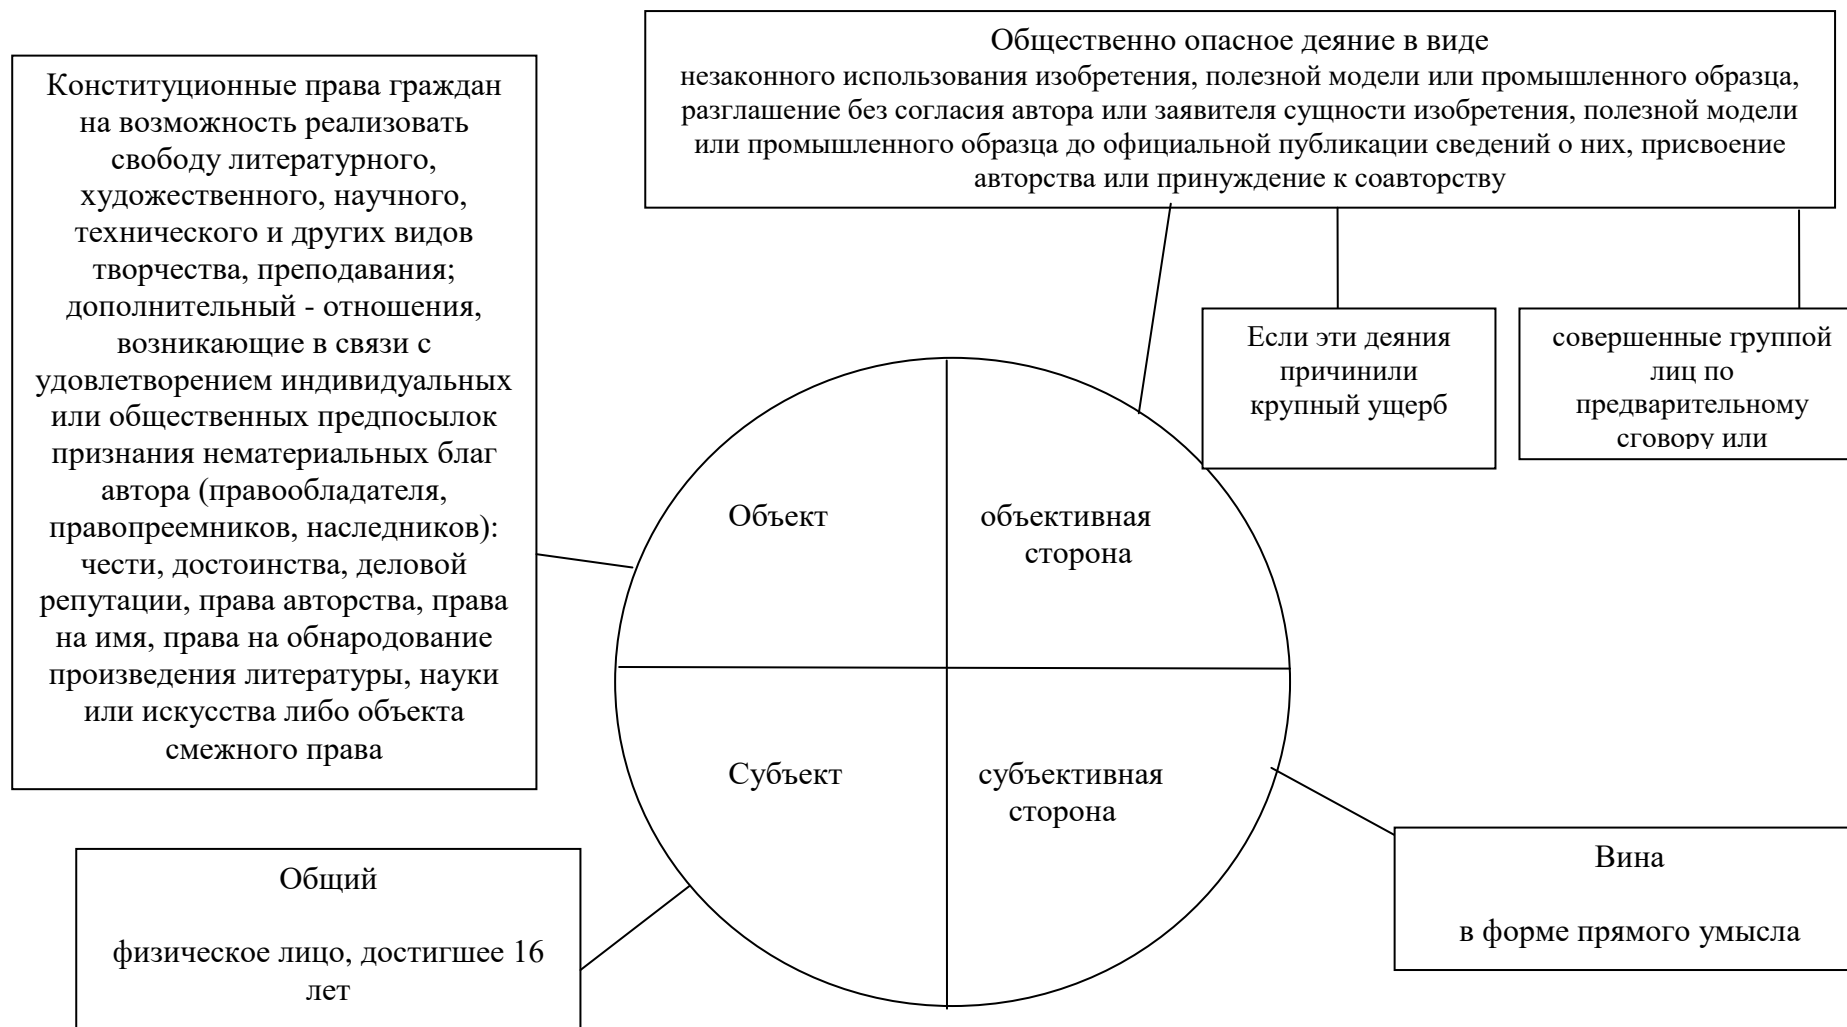 Общественно опасное деяние в виде
незаконного использования изобретения, полезной модели или промышленного образца,
разглашение без согласия автора или заявителя сущности изобретения, полезной модели
или промышленного образца до официальной публикации сведений о них, присвоение
авторства или принуждение к соавторству
Конституционные права граждан
на возможность реализовать
свободу литературного,
художественного, научного,
технического и других видов
творчества, преподавания;
дополнительный - отношения,
возникающие в связи с
удовлетворением индивидуальных
или общественных предпосылок
признания нематериальных благ
автора (правообладателя,
правопреемников, наследников):
чести, достоинства, деловой
репутации, права авторства, права
на имя, права на обнародование
произведения литературы, науки
или искусства либо объекта
смежного права
Если эти деяния
причинили
крупный ущерб
совершенные группой
лиц по
предварительному
сговору или
Объект
объективная
сторона
Субъект
субъективная
сторона
Общий
физическое лицо, достигшее 16
лет
Вина
в форме прямого умысла